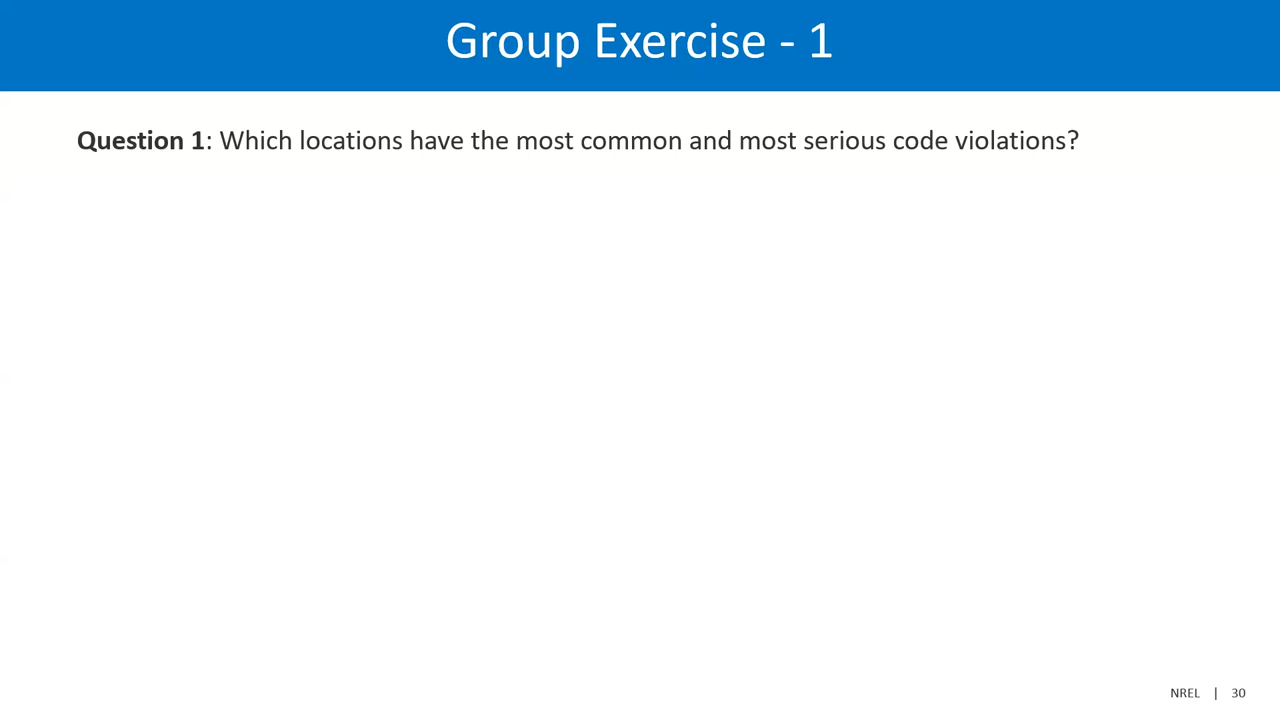 Group Exercise - 1
Question 1: Which locations have the most common and most serious code violations?
NREL | 30